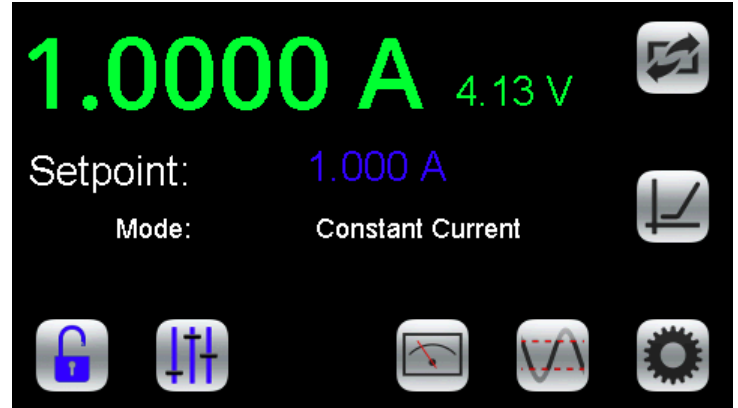 1.0000 A 4.13 V
Setpoint: 1.000 A
Mode: Constant Current